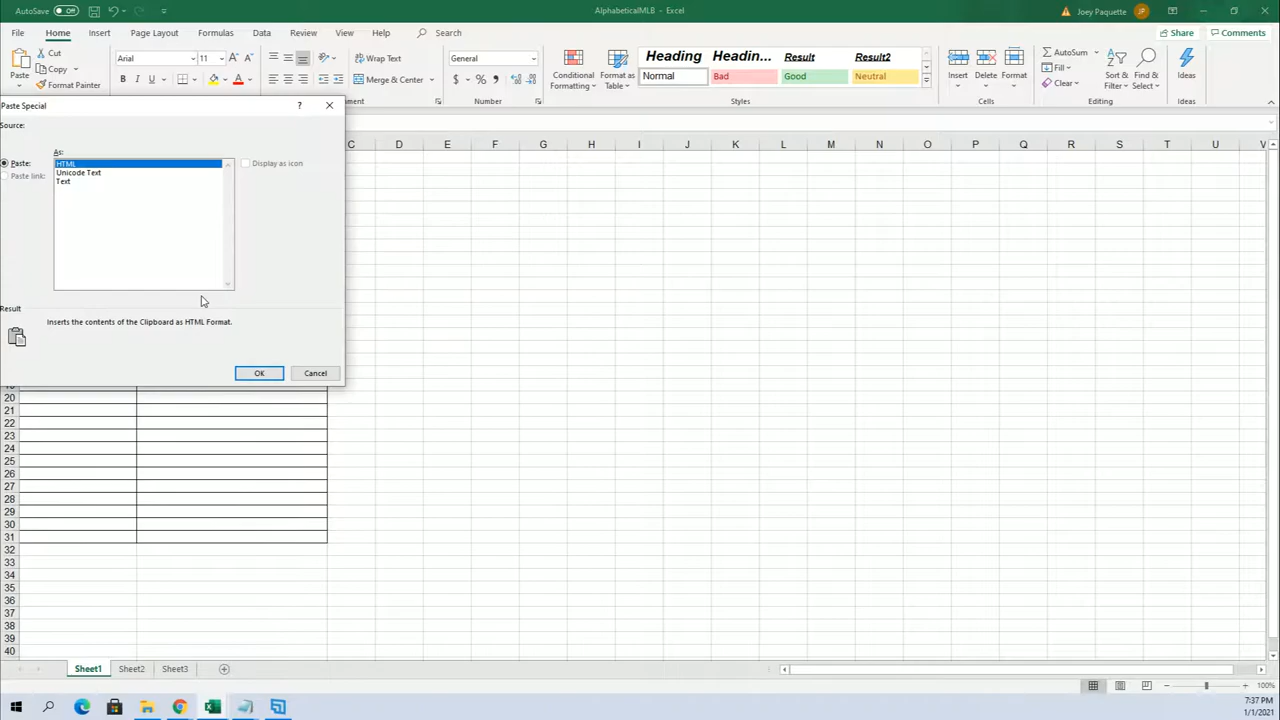 AutoSave Off
AlphabeticalMLB - Excel
Joey Paquette JP
File Home Insert Page Layout Formulas Data Review View Help Search
Share Comments
Paste
Cut
Copy
Format Painter
Arial 11
B I U
Wrap Text
Merge & Center
General
$ % ,
Number
Conditional Formatting
Format as Table
Heading Headin... Result Result2
Normal Bad Good Neutral
Styles
Insert Delete Format
Cells
AutoSum
Fill
Clear
Sort & Filter
Find & Select
Editing
Ideas
Ideas
Paste Special ?
Source:
As:
Paste:
Paste link:
HTML
Unicode Text
Text
Display as icon
Result
Inserts the contents of the Clipboard as HTML Format.
OK Cancel
C D E F G H I J K L M N O P Q R S T U V
19
20
21
22
23
24
25
26
27
28
29
30
31
32
33
34
35
36
37
38
39
40
Sheet1 Sheet2 Sheet3
100%
7:37 PM
1/1/2021